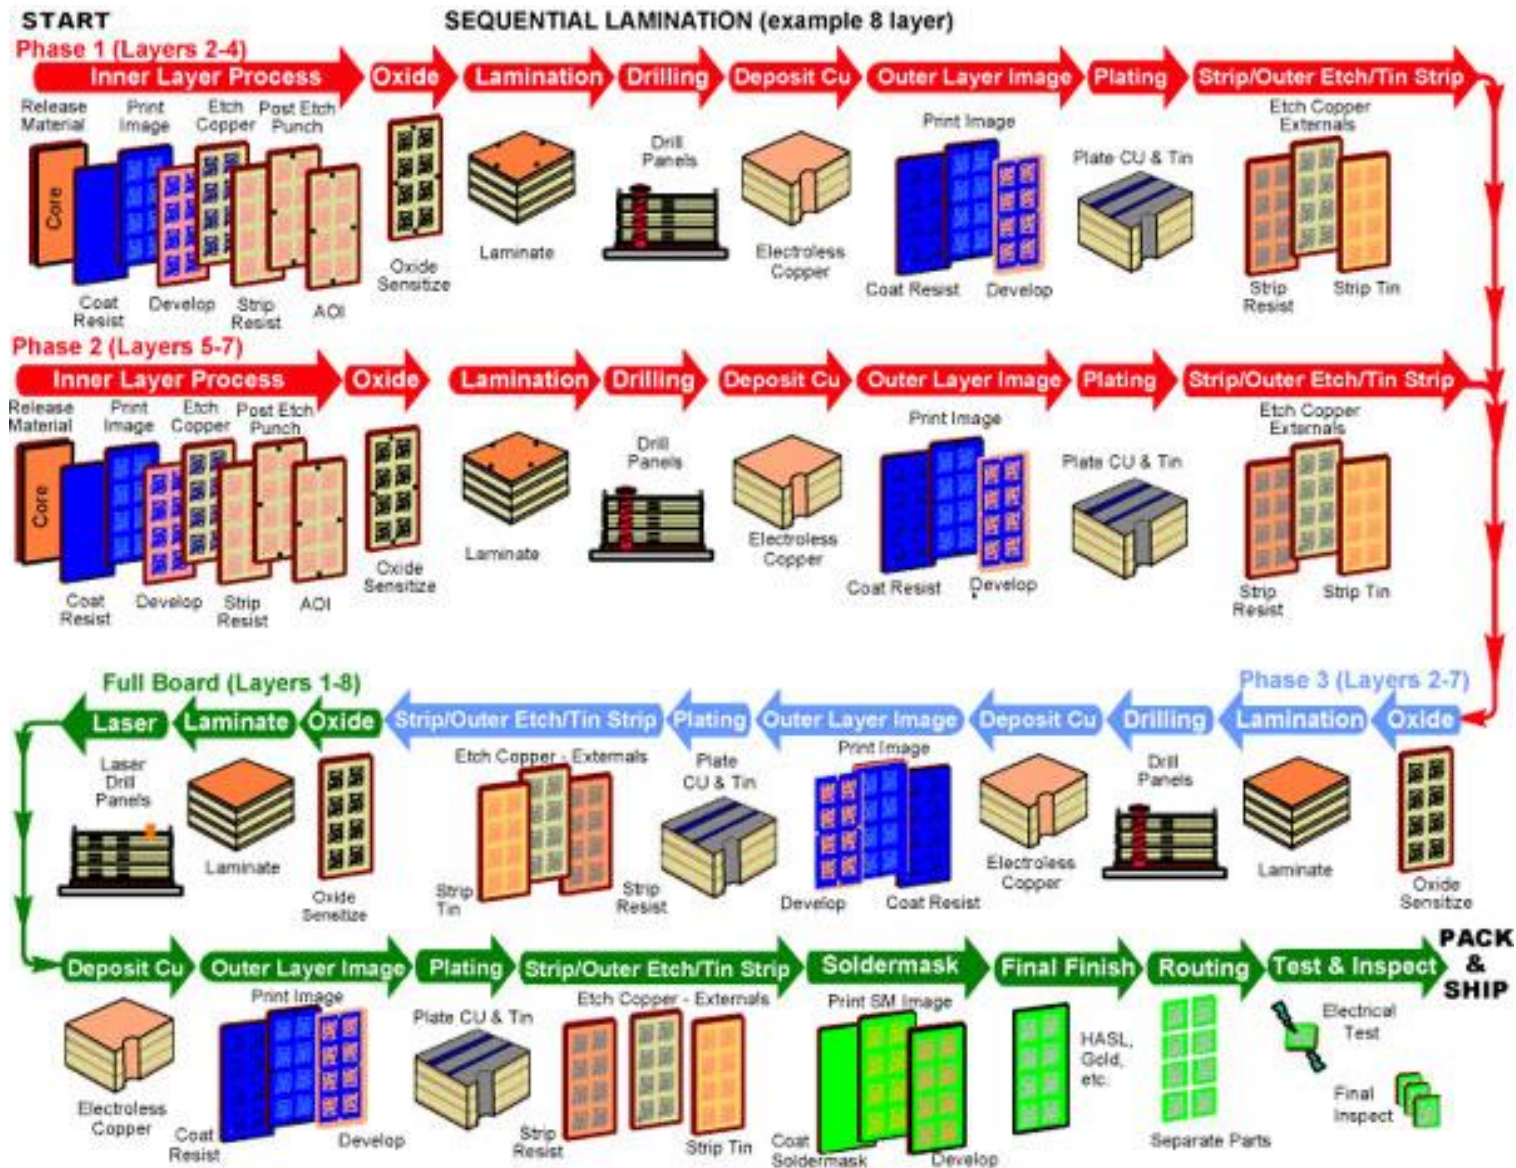 START
SEQUENTIAL LAMINATION (example 8 layer)
Phase 1 (Layers 2-4)
Inner Layer Process
Oxide
Lamination
Drilling
Deposit Cu
Outer Layer Image
Plating
Strip/Outer Etch/Tin Strip
Release
Material
Print
Image
Etch
Copper
Post Etch
Punch
Core
Coat
Resist
Develop
Strip
Resist
AOI
Oxide
Sensitize
Laminate
Drill
Panels
Electroless
Copper
Print Image
Coat Resist
Develop
Plate CU & Tin
Etch Copper
Externals
Strip
Resist
Strip Tin
Phase 2 (Layers 5-7)
Inner Layer Process
Oxide
Lamination
Drilling
Deposit Cu
Outer Layer Image
Plating
Strip/Outer Etch/Tin Strip
Release
Material
Print
Image
Etch
Copper
Post Etch
Punch
Core
Coat
Resist
Develop
Strip
Resist
AOI
Oxide
Sensitize
Laminate
Drill
Panels
Electroless
Copper
Print Image
Coat Resist
Develop
Plate CU & Tin
Etch Copper
Externals
Strip
Resist
Strip Tin
Full Board (Layers 1-8)
Phase 3 (Layers 2-7)
Laser
Laminate
Oxide
Strip/Outer Etch/Tin Strip
Plating
Outer Layer Image
Deposit Cu
Drilling
Lamination
Oxide
Laser
Drill
Panels
Laminate
Oxide
Sensitize
Etch Copper - Externals
Strip
Tin
Strip
Resist
Plate
CU & Tin
Print Image
Develop
Coat Resist
Electroless
Copper
Drill
Panels
Laminate
Oxide
Sensitize
Deposit Cu
Outer Layer Image
Plating
Strip/Outer Etch/Tin Strip
Soldermask
Final Finish
Routing
Test & Inspect
PACK
&
SHIP
Electroless
Copper
Print Image
Coat
Resist
Develop
Plate CU & Tin
Etch Copper - Externals
Strip
Resist
Strip Tin
Print SM Image
Coat
Soldermask
Develop
HASL,
Gold,
etc.
Separate Parts
Electrical
Test
Final
Inspect